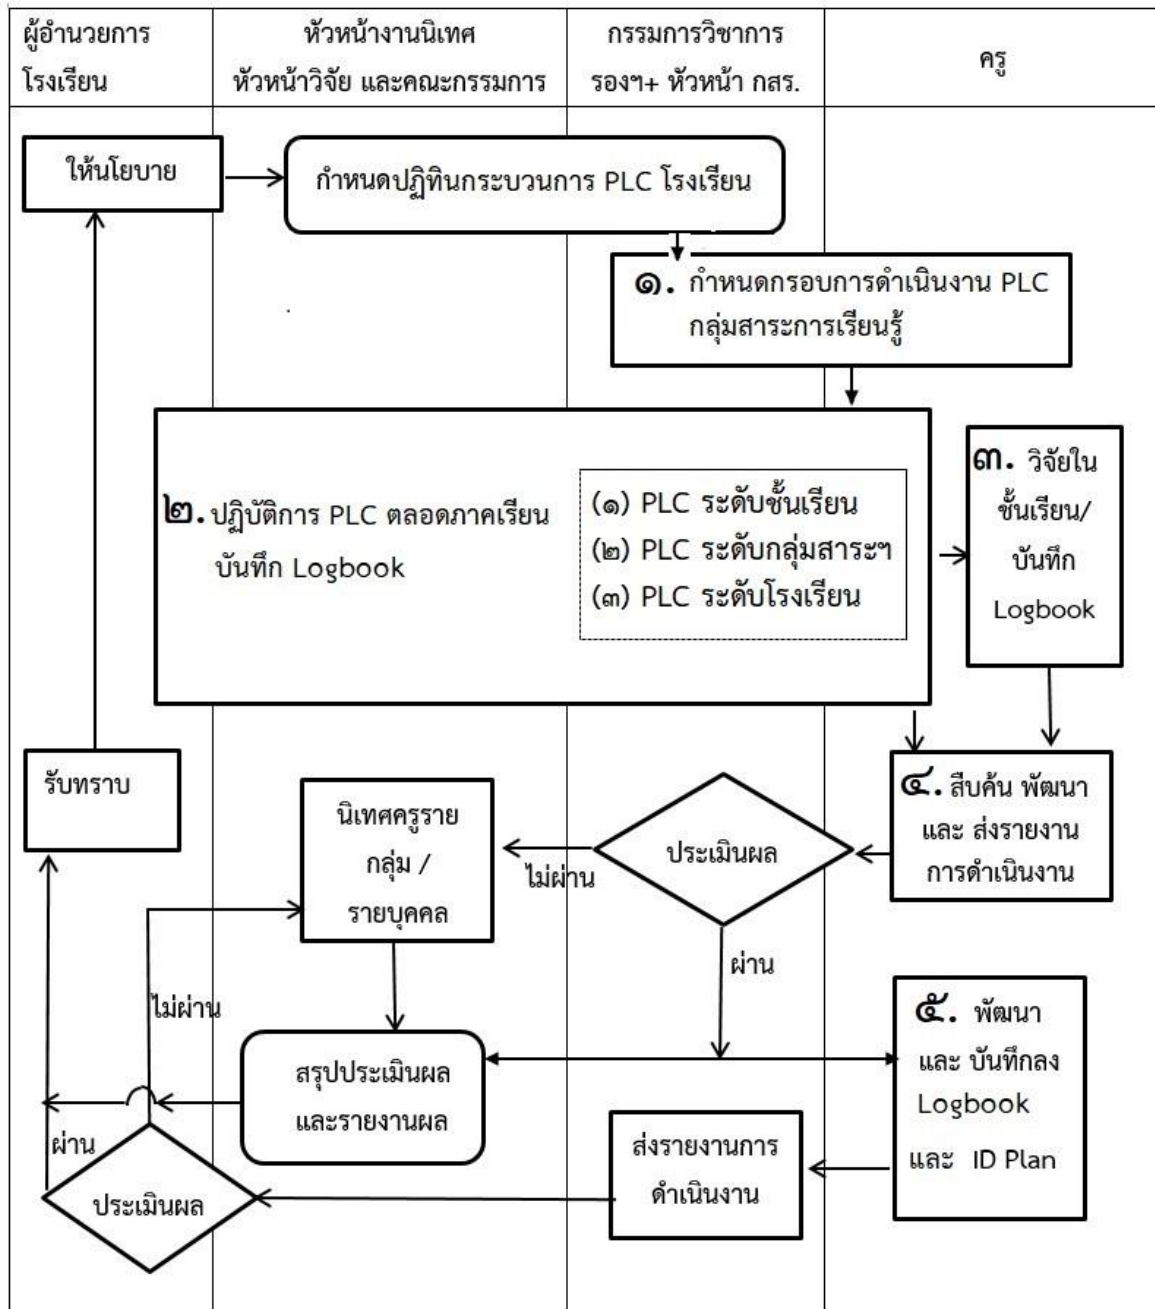 ผู้อำนวยการ
โรงเรียน
หัวหน้างานนิเทศ
หัวหน้าวิจัย และคณะกรรมการ
กรรมการวิชาการ
รองฯ+ หัวหน้า กสร.
ครู
ให้นโยบาย
กำหนดปฏิทินกระบวนการ PLC โรงเรียน
๑. กำหนดกรอบการดำเนินงาน PLC
กลุ่มสาระการเรียนรู้
๒. ปฏิบัติการ PLC ตลอดภาคเรียน
บันทึก Logbook
(๑) PLC ระดับชั้นเรียน
(๒) PLC ระดับกลุ่มสาระฯ
(๓) PLC ระดับโรงเรียน
๓. วิจัยใน
ชั้นเรียน/
บันทึก
Logbook
รับทราบ
นิเทศครูราย
กลุ่ม /
รายบุคคล
ไม่ผ่าน
ประเมินผล
๔. สืบค้น พัฒนา
และ ส่งรายงาน
การดำเนินงาน
ผ่าน
ไม่ผ่าน
สรุปประเมินผล
และรายงานผล
๕. พัฒนา
และ บันทึกลง
Logbook
และ ID Plan
ผ่าน
ประเมินผล
ส่งรายงานการ
ดำเนินงาน